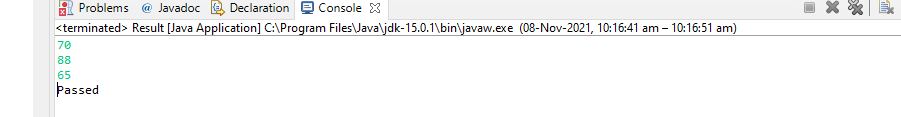 Problems @ Javadoc Declaration Console
<terminated> Result [Java Application] C:\Program Files\Java\jdk-15.0.1\bin\javaw.exe (08-Nov-2021, 10:16:41 am – 10:16:51 am)
70
88
65
Passed